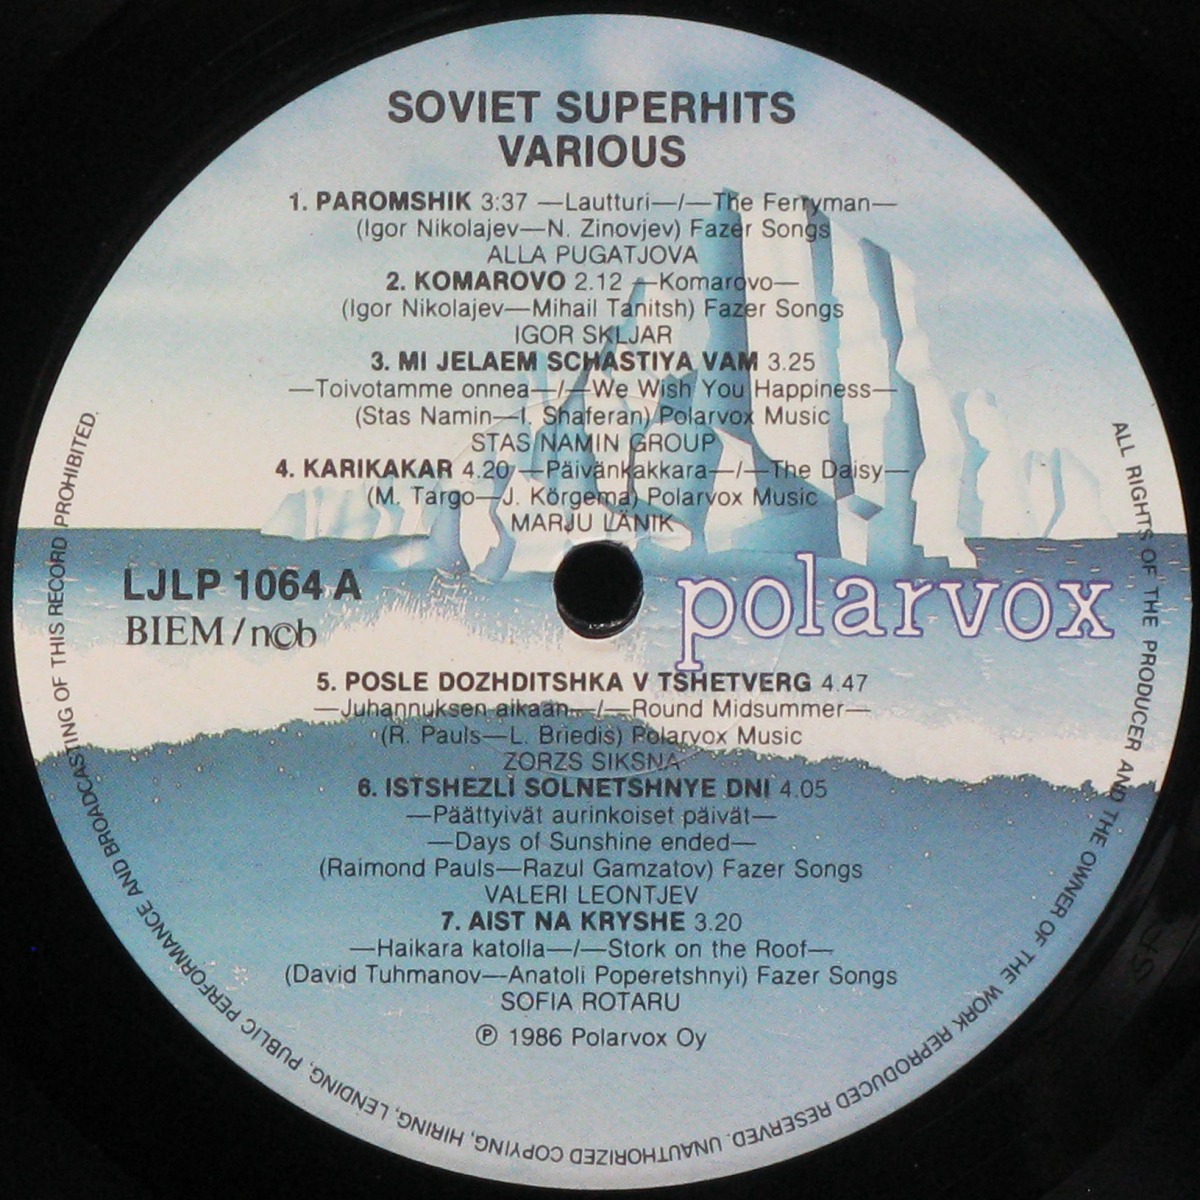 SOVIET SUPERHITS
VARIOUS
1. PAROMSHIK 3:37 —Lautturi—/—The Ferryman—
(Igor Nikolajev—N. Zinovjev) Fazer Songs
ALLA PUGATJOVA
2. KOMAROVO 2.12 —Komarovo—
(Igor Nikolajev—Mihail Tanitsh) Fazer Songs
IGOR SKLJAR
3. MI JELAEM SCHASTIYA VAM 3.25
—Toivotamme onnea—/—We Wish You Happiness—
(Stas Namin—I. Shaferan) Polarvox Music
STAS NAMIN GROUP
4. KARIKAKAR 4.20 —Päivänkakkara—/—The Daisy—
(M. Targo—J. Körgema) Polarvox Music
MARJU LÄNIK
LJLP 1064 A
BIEM/n©b
polarvox
5. POSLE DOZHDITSHKA V TSHETVERG 4.47
—Juhannuksen aikaan—/—Round Midsummer—
(R. Pauls—L. Briedis) Polarvox Music
ZORZS SIKSNA
6. ISTSHEZLI SOLNETSHNYE DNI 4.05
—Päättyivät aurinkoiset päivät—
—Days of Sunshine ended—
(Raimond Pauls—Razul Gamzatov) Fazer Songs
VALERI LEONTJEV
7. AIST NA KRYSHE 3.20
—Haikara katolla—/—Stork on the Roof—
(David Tuhmanov—Anatoli Poperetshnyi) Fazer Songs
SOFIA ROTARU
℗ 1986 Polarvox Oy
ALL RIGHTS OF THE PRODUCER AND THE OWNER OF THE WORK REPRODUCED RESERVED. UNAUTHORIZED COPYING, HIRING, LENDING, PUBLIC PERFORMANCE AND BROADCASTING OF THIS RECORD PROHIBITED.